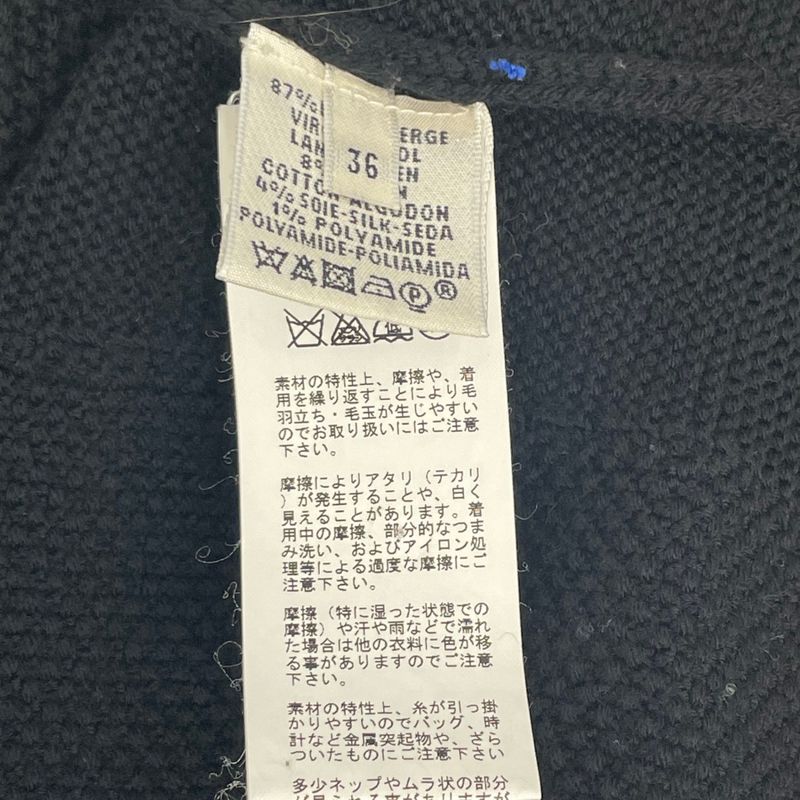 87%
VIR ERGE
LAN OL
8% EN
COTTON-ALGODON
4% SOIE-SILK-SEDA
1% POLYAMIDE
POLYAMIDE-POLIAMIDA
P ®
36
素材の特性上、摩擦や、着
用を繰り返すことにより毛
羽立ち・毛玉が生じやすい
のでお取り扱いにはご注意
下さい。
摩擦によりアタリ(テカリ
)が発生することや、白く
見えることがあります。着
用中の摩擦、部分的なつま
み洗い、およびアイロン処
理等による過度な摩擦にご
注意下さい。
摩擦(特に湿った状態での
摩擦)や汗や雨などで濡れ
た場合は他の衣料に色が移
る事がありますのでご注意
下さい。
素材の特性上、糸が引っ掛
かりやすいのでバッグ、時
計など金属突起物や、ざら
ついたものにご注意下さい
多少ネップやムラ状の部分